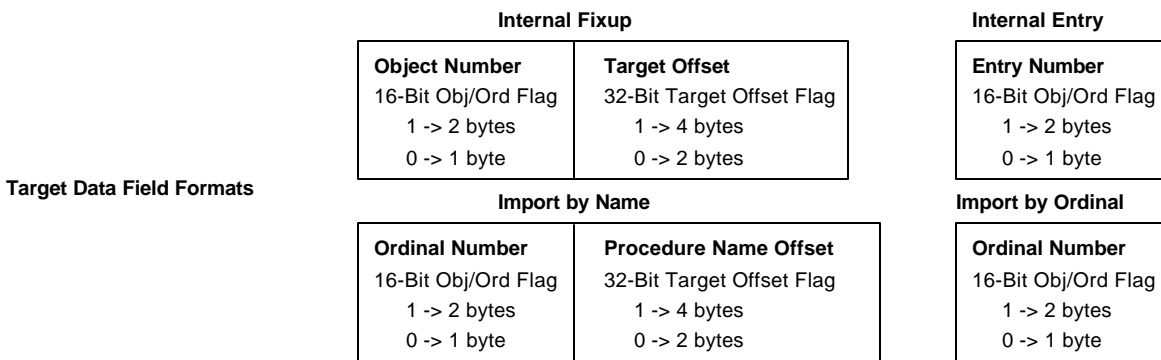 Internal Fixup
Internal Entry
Object Number
16-Bit Obj/Ord Flag
1 -> 2 bytes
0 -> 1 byte
Target Offset
32-Bit Target Offset Flag
1 -> 4 bytes
0 -> 2 bytes
Entry Number
16-Bit Obj/Ord Flag
1 -> 2 bytes
0 -> 1 byte
Target Data Field Formats
Import by Name
Import by Ordinal
Ordinal Number
16-Bit Obj/Ord Flag
1 -> 2 bytes
0 -> 1 byte
Procedure Name Offset
32-Bit Target Offset Flag
1 -> 4 bytes
0 -> 2 bytes
Ordinal Number
16-Bit Obj/Ord Flag
1 -> 2 bytes
0 -> 1 byte